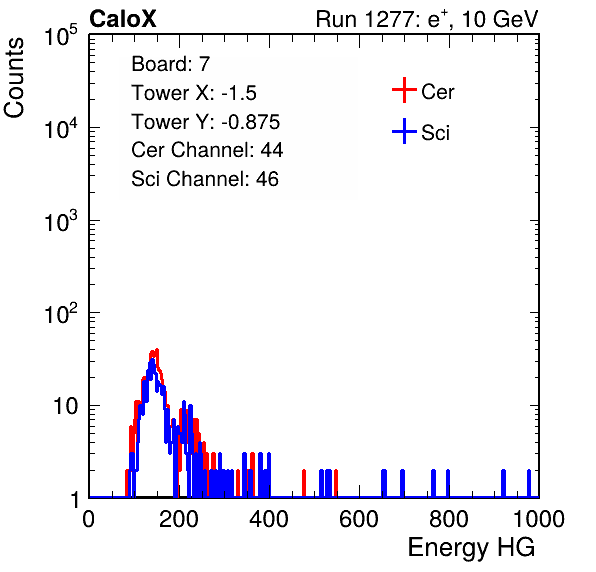 CaloX Run 1277: e⁺, 10 GeV
Counts
Board: 7
Tower X: -1.5
Tower Y: -0.875
Cer Channel: 44
Sci Channel: 46
Cer
Sci
10⁵
10⁴
10³
10²
10
1
0 200 400 600 800 1000
Energy HG